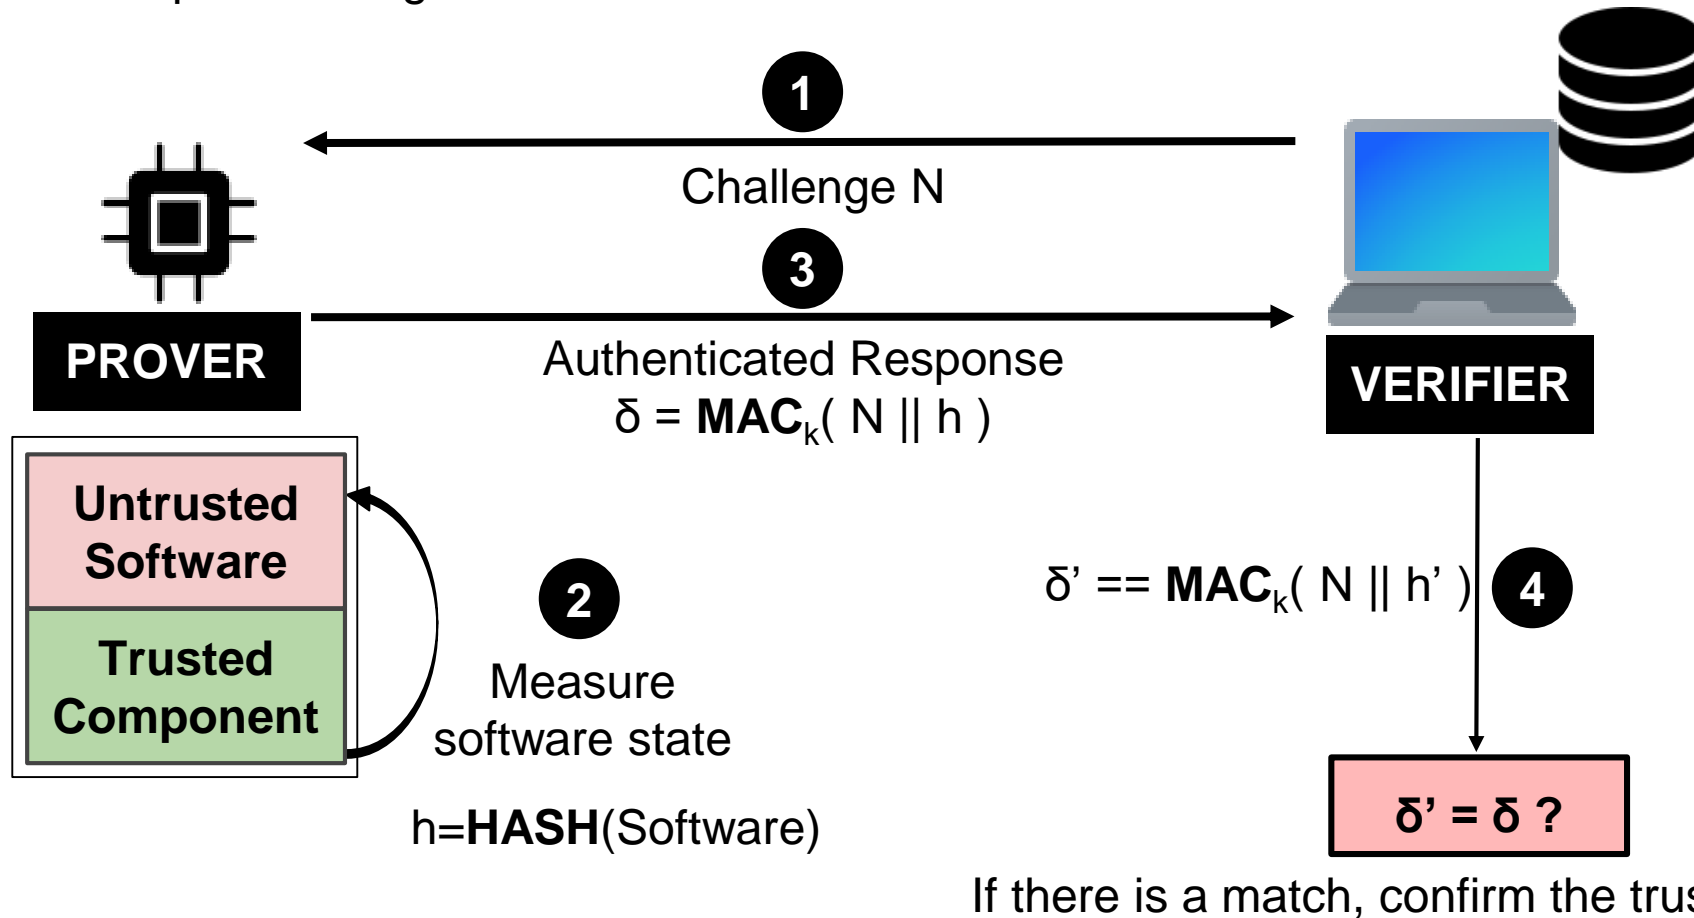 1
Challenge N
3
Authenticated Response
δ = MACₖ( N || h )
PROVER
VERIFIER
Untrusted
Software
Trusted
Component
2
Measure
software state
h=HASH(Software)
δ’ == MACₖ( N || h’ )
4
δ’ = δ ?
If there is a match, confirm the